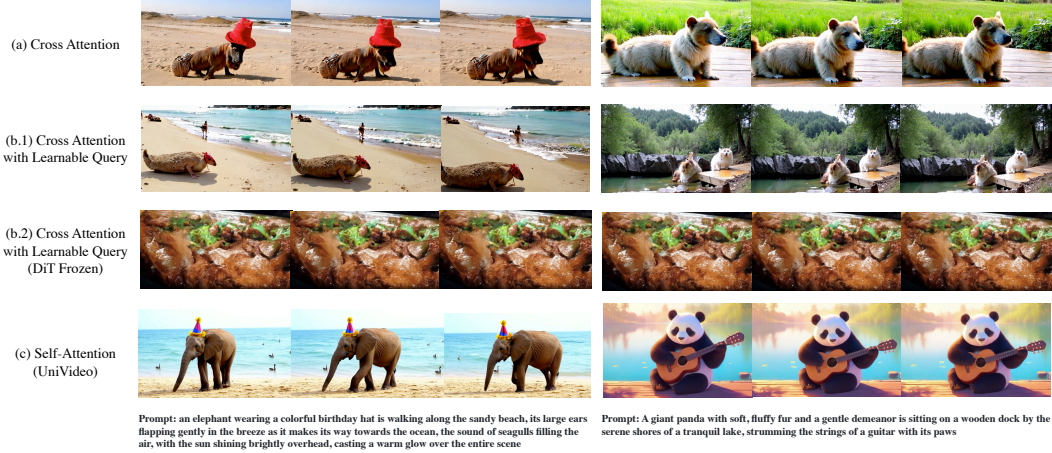 (a) Cross Attention
(b.1) Cross Attention
with Learnable Query
(b.2) Cross Attention
with Learnable Query
(DiT Frozen)
(c) Self-Attention
(UniVideo)
Prompt: an elephant wearing a colorful birthday hat is walking along the sandy beach, its large ears
flapping gently in the breeze as it makes its way towards the ocean, the sound of seagulls filling the
air, with the sun shining brightly overhead, casting a warm glow over the entire scene
Prompt: A giant panda with soft, fluffy fur and a gentle demeanor is sitting on a wooden dock by the
serene shores of a tranquil lake, strumming the strings of a guitar with its paws